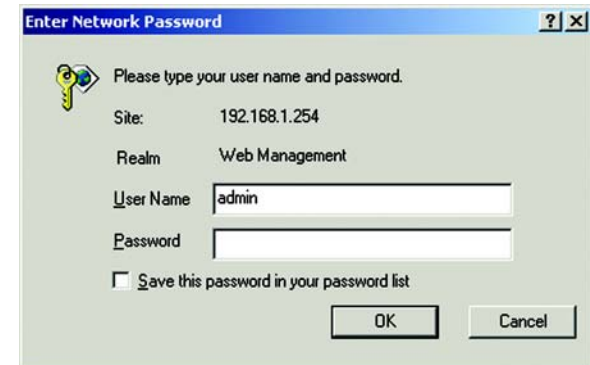 Enter Network Password
Please type your user name and password.
Site: 192.168.1.254
Realm Web Management
User Name admin
Password
Save this password in your password list
OK Cancel